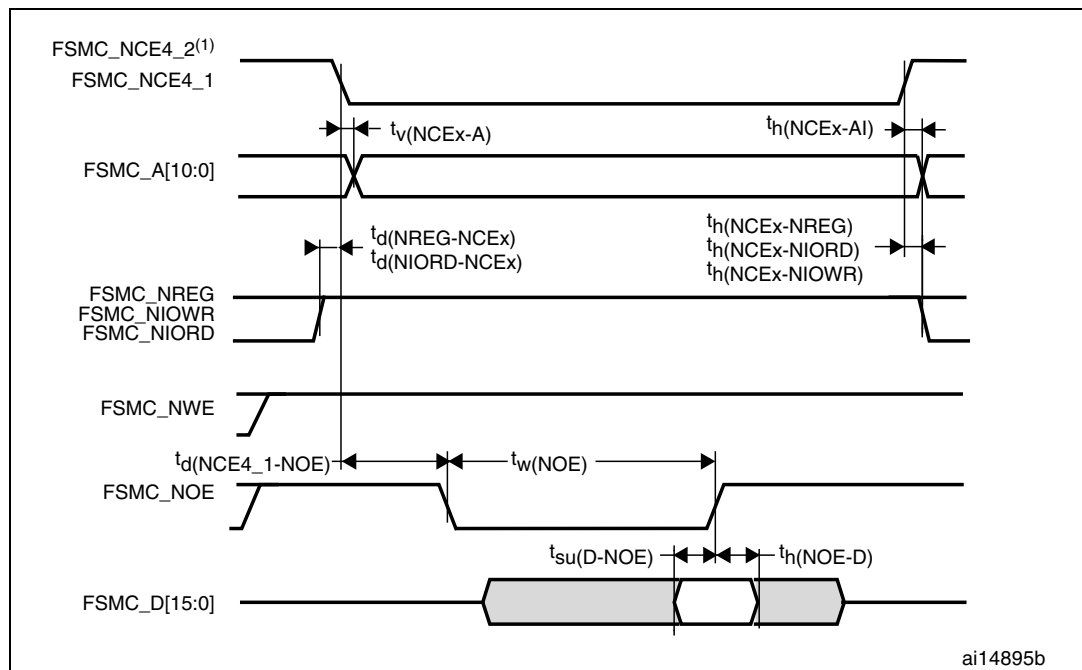 FSMC_NCE4_2(1)
FSMC_NCE4_1
tv(NCEx-A)
th(NCEx-AI)
FSMC_A[10:0]
td(NREG-NCEx)
td(NIORD-NCEx)
th(NCEx-NREG)
th(NCEx-NIORD)
th(NCEx-NIOWR)
FSMC_NREG
FSMC_NIOWR
FSMC_NIORD
FSMC_NWE
td(NCE4_1-NOE)
tw(NOE)
FSMC_NOE
tsu(D-NOE)
th(NOE-D)
FSMC_D[15:0]
ai14895b